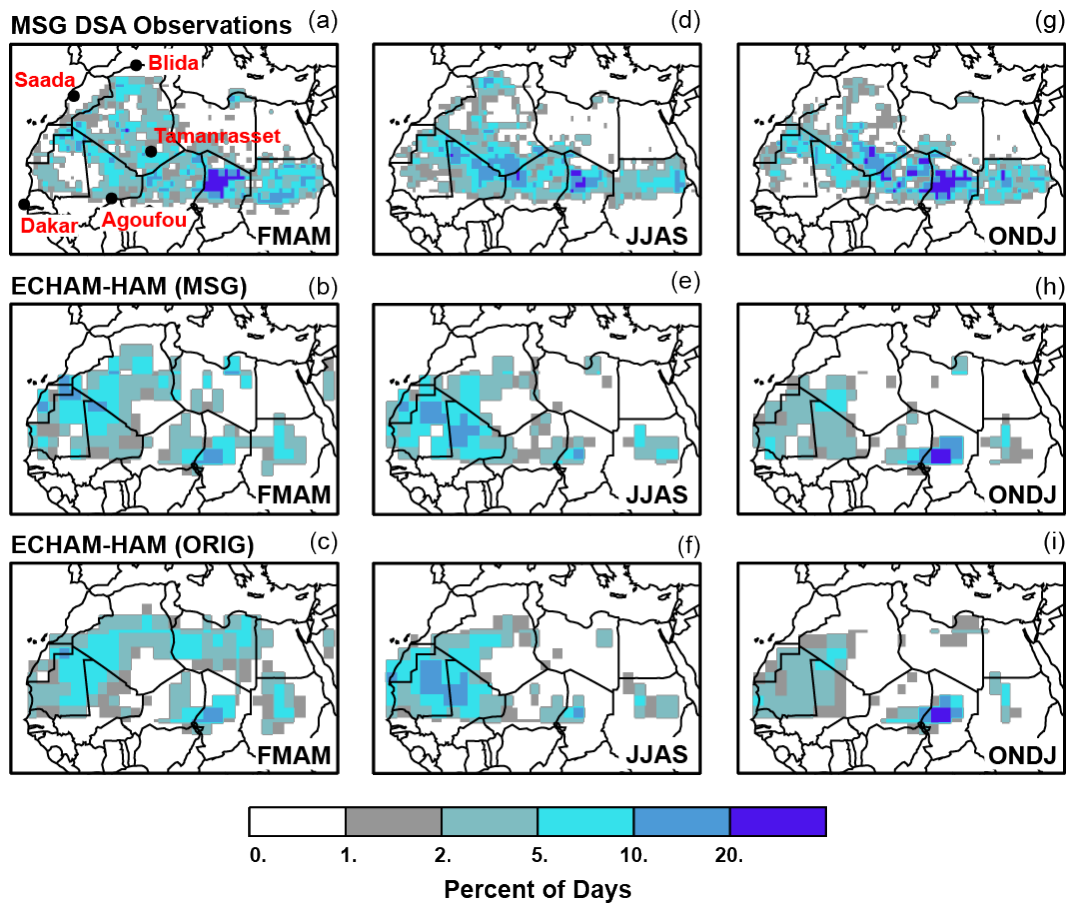 MSG DSA Observations (a) (d) (g)
Blida
Saada
Tamanrasset
Dakar
Agoufou
FMAM JJAS ONDJ
ECHAM-HAM (MSG) (b) (e) (h)
FMAM JJAS ONDJ
ECHAM-HAM (ORIG) (c) (f) (i)
FMAM JJAS ONDJ
0. 1. 2. 5. 10. 20.
Percent of Days